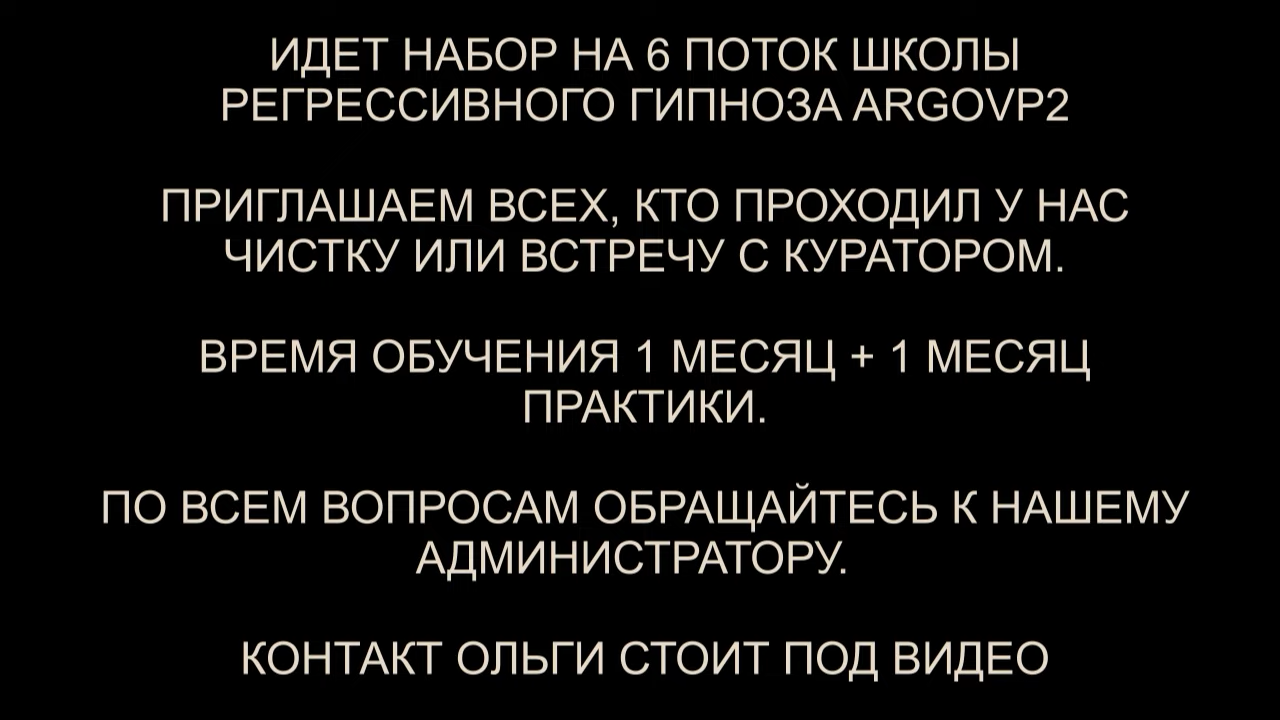 ИДЕТ НАБОР НА 6 ПОТОК ШКОЛЫ
РЕГРЕССИВНОГО ГИПНОЗА ARGOVP2
ПРИГЛАШАЕМ ВСЕХ, КТО ПРОХОДИЛ У НАС
ЧИСТКУ ИЛИ ВСТРЕЧУ С КУРАТОРОМ.
ВРЕМЯ ОБУЧЕНИЯ 1 МЕСЯЦ + 1 МЕСЯЦ
ПРАКТИКИ.
ПО ВСЕМ ВОПРОСАМ ОБРАЩАЙТЕСЬ К НАШЕМУ
АДМИНИСТРАТОРУ.
КОНТАКТ ОЛЬГИ СТОИТ ПОД ВИДЕО